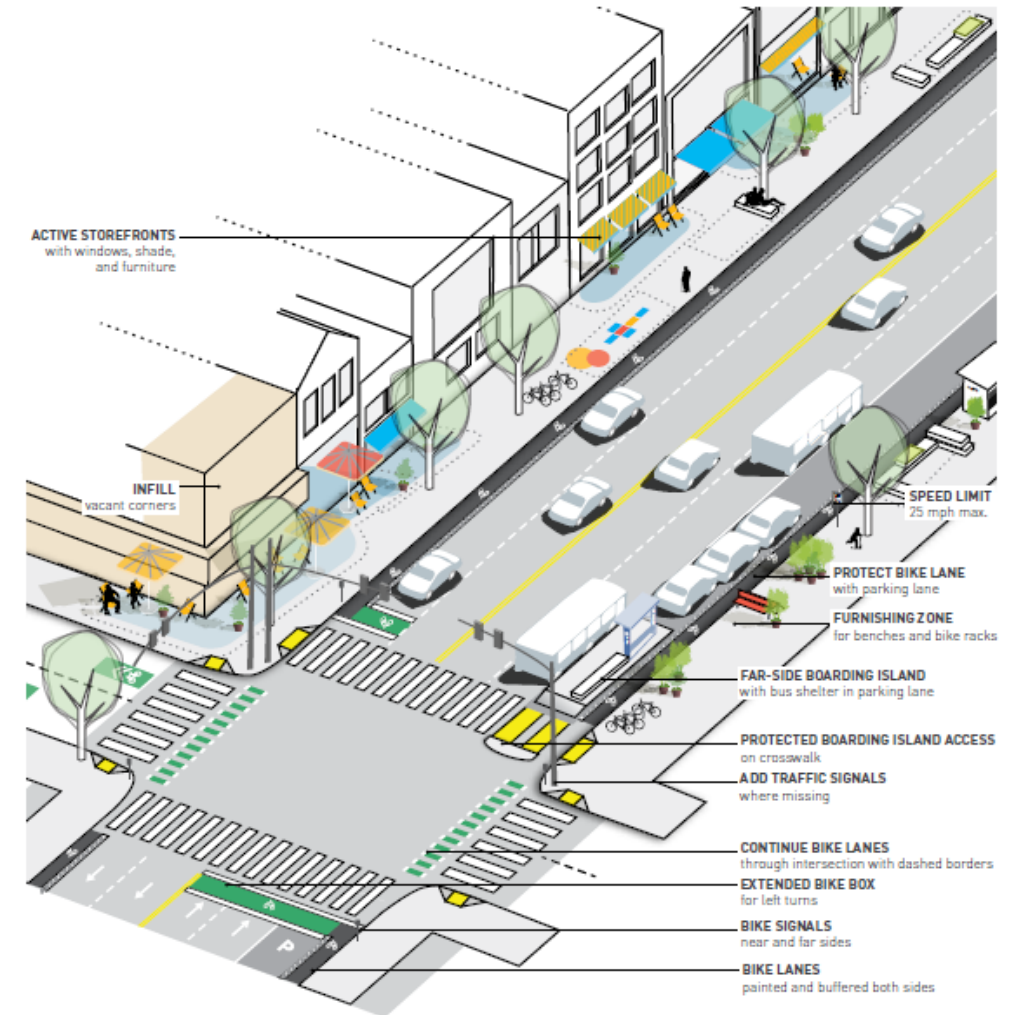 ACTIVE STOREFRONTS
with windows, shade,
and furniture
INFILL
vacant corners
SPEED LIMIT
25 mph max.
PROTECT BIKE LANE
with parking lane
FURNISHING ZONE
for benches and bike racks
FAR-SIDE BOARDING ISLAND
with bus shelter in parking lane
PROTECTED BOARDING ISLAND ACCESS
on crosswalk
ADD TRAFFIC SIGNALS
where missing
CONTINUE BIKE LANES
through intersection with dashed borders
EXTENDED BIKE BOX
for left turns
BIKE SIGNALS
near and far sides
P
BIKE LANES
painted and buffered both sides